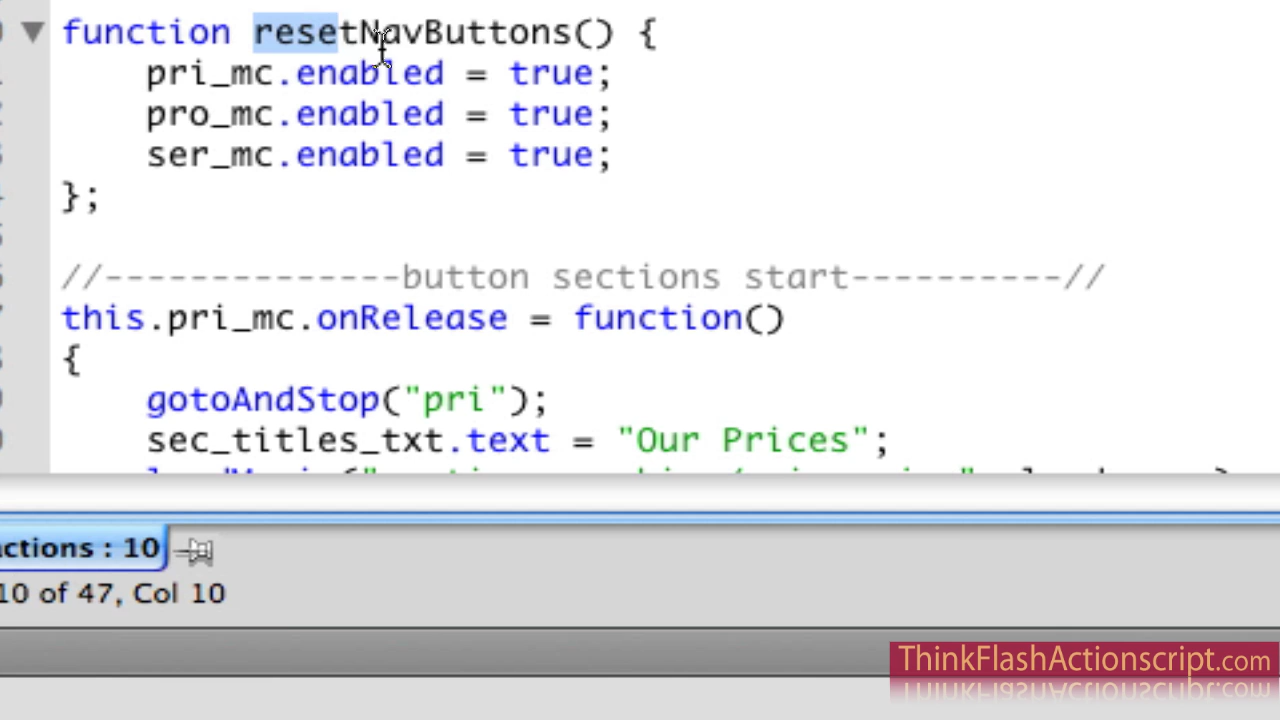 function resetNavButtons() {
pri_mc.enabled = true;
pro_mc.enabled = true;
ser_mc.enabled = true;
};
//--------------button sections start----------//
this.pri_mc.onRelease = function()
{
gotoAndStop("pri");
sec_titles_txt.text = "Our Prices";
ctions : 10
10 of 47, Col 10
ThinkFlashActionscript.com